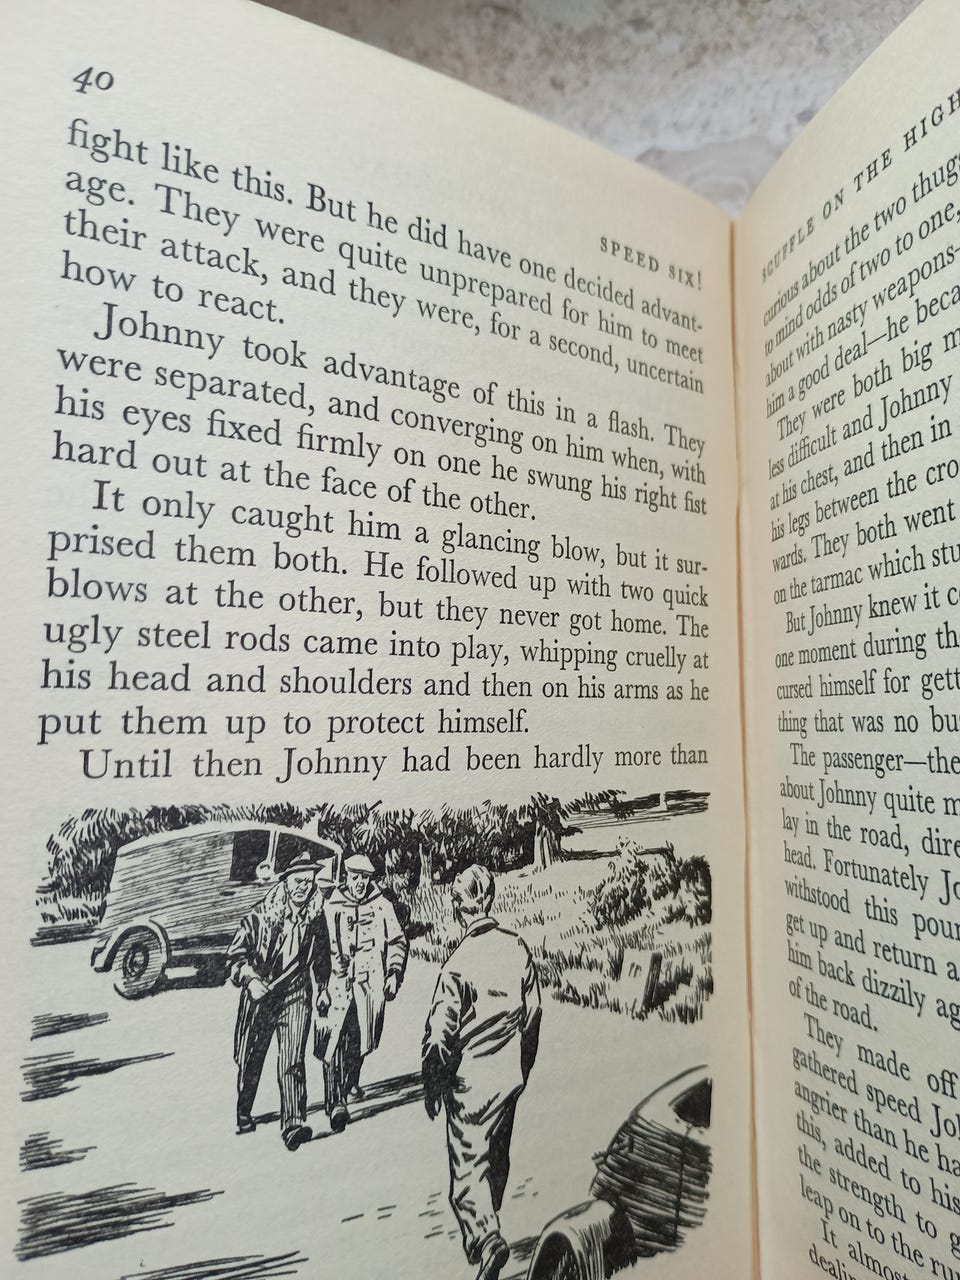 40
SPEED SIX!
fight like this. But he did have one decided advant-
age. They were quite unprepared for him to meet
their attack, and they were, for a second, uncertain
how to react.
Johnny took advantage of this in a flash. They
were separated, and converging on him when, with
his eyes fixed firmly on one he swung his right fist
hard out at the face of the other.
It only caught him a glancing blow, but it sur-
prised them both. He followed up with two quick
blows at the other, but they never got home. The
ugly steel rods came into play, whipping cruelly at
his head and shoulders and then on his arms as he
put them up to protect himself.
Until then Johnny had been hardly more than
SCUFFLE ON THE HIGH
curious about the two thugs
to mind odds of two to one,
about with nasty weapons—
him a good deal—he beca
They were both big m
less difficult and Johnny
at his chest, and then in
his legs between the cro
wards. They both went
on the tarmac which stu
But Johnny knew it c
one moment during th
cursed himself for gett
thing that was no bu
The passenger—the
about Johnny quite m
lay in the road, dire
head. Fortunately Jo
withstood this poun
get up and return a
him back dizzily ag
of the road.
They made off
gathered speed Jo
angrier than he ha
this, added to his
the strength to g
leap on to the ru
It almost
deali